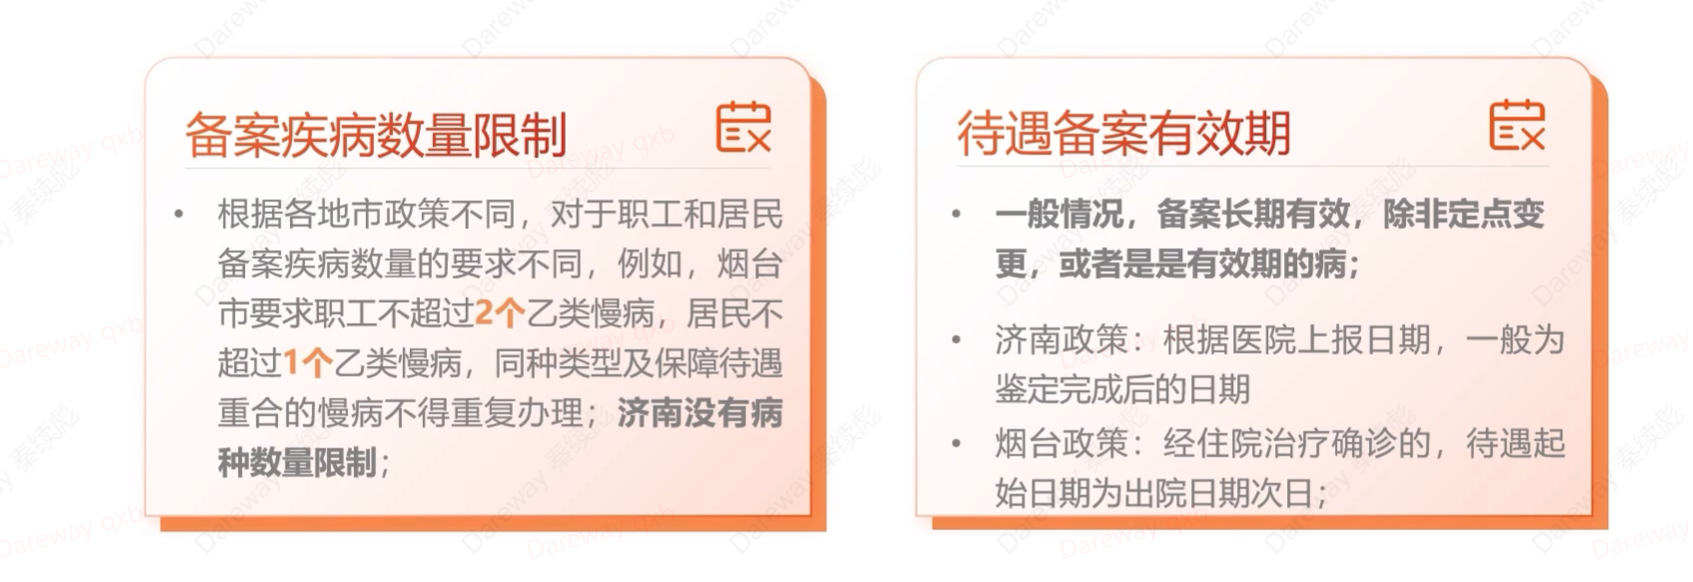 备案疾病数量限制
• 根据各地市政策不同，对于职工和居民
备案疾病数量的要求不同，例如，烟台
市要求职工不超过2个乙类慢病，居民不
超过1个乙类慢病，同种类型及保障待遇
重合的慢病不得重复办理；济南没有病
种数量限制；
待遇备案有效期
• 一般情况，备案长期有效，除非定点变
更，或者是是有效期的病；
• 济南政策：根据医院上报日期，一般为
鉴定完成后的日期
• 烟台政策：经住院治疗确诊的，待遇起
始日期为出院日期次日；
Dareway qxb
Dareway 秦续彪